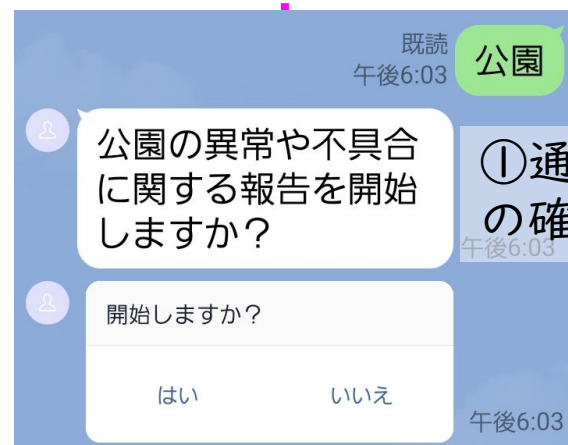 既読
午後6:03
公園
公園の異常や不具合
に関する報告を開始
しますか？
①通
の確
午後6:03
開始しますか？
はい いいえ
午後6:03